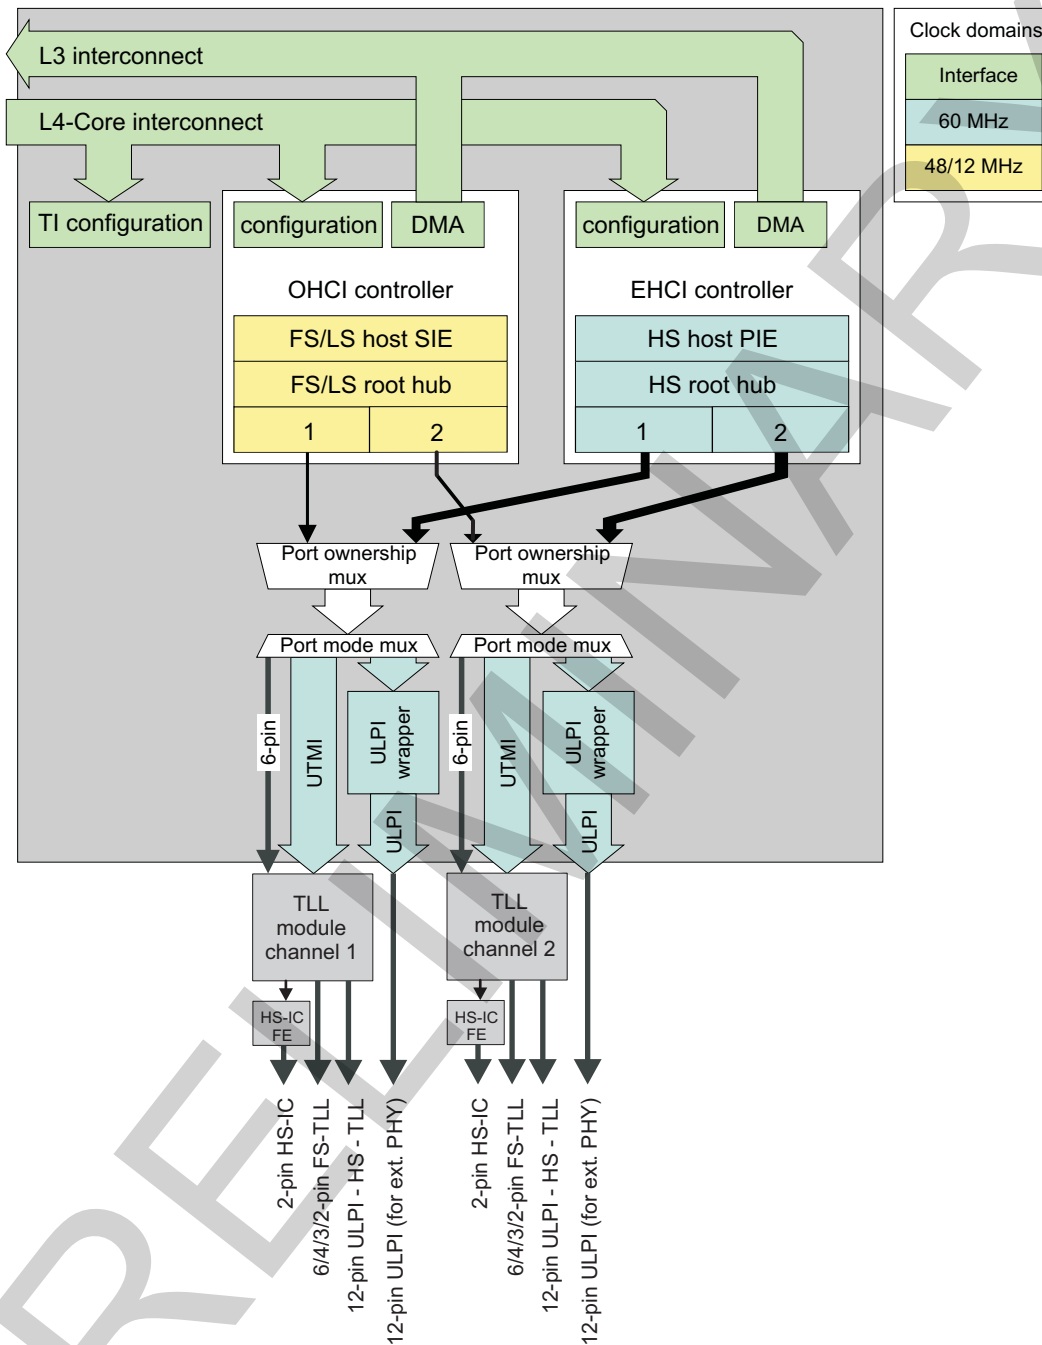 Clock domains
Interface
60 MHz
48/12 MHz
L3 interconnect
L4-Core interconnect
TI configuration
configuration
DMA
configuration
DMA
OHCI controller
EHCI controller
FS/LS host SIE
FS/LS root hub
1
2
HS host PIE
HS root hub
1
2
Port ownership
mux
Port ownership
mux
Port mode mux
Port mode mux
6-pin
UTMI
ULPI
wrapper
ULPI
6-pin
UTMI
ULPI
wrapper
ULPI
TLL
module
channel 1
TLL
module
channel 2
HS-IC
FE
HS-IC
FE
2-pin HS-IC
6/4/3/2-pin FS-TLL
12-pin ULPI - HS - TLL
12-pin ULPI (for ext. PHY)
2-pin HS-IC
6/4/3/2-pin FS-TLL
12-pin ULPI - HS - TLL
12-pin ULPI (for ext. PHY)
RELIMINAR